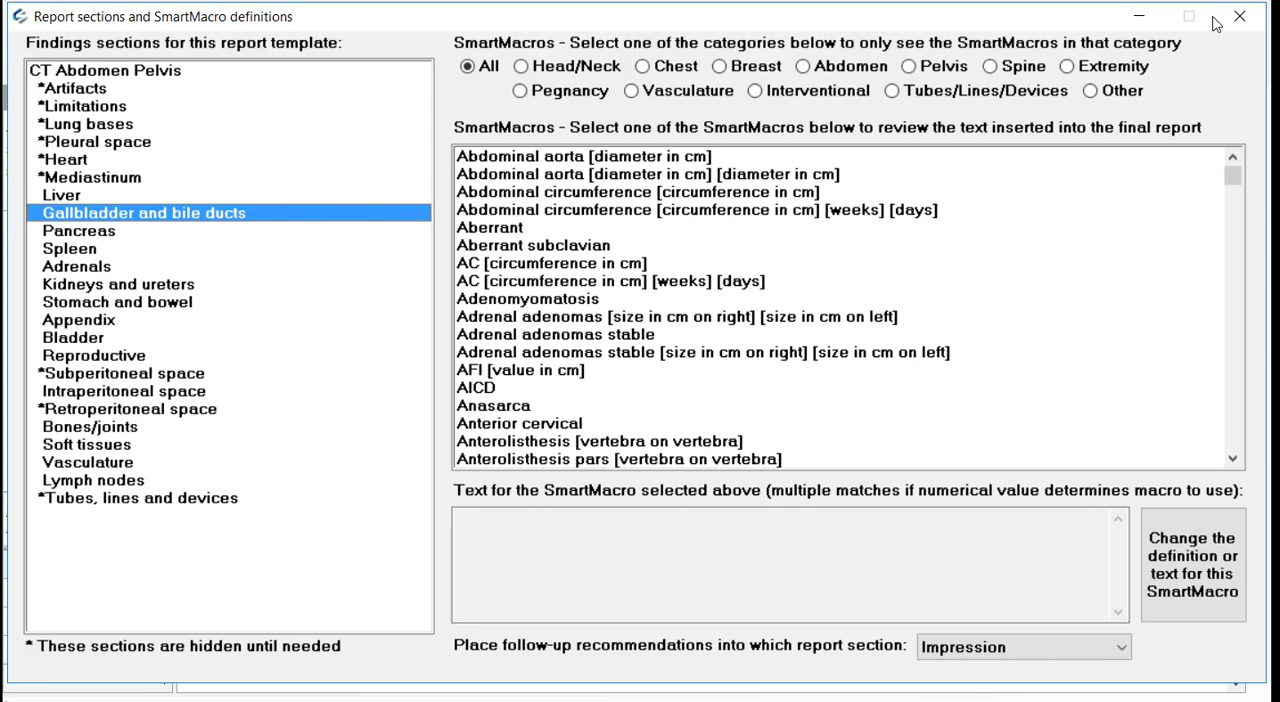 Report sections and SmartMacro definitions
Findings sections for this report template:
CT Abdomen Pelvis
*Artifacts
*Limitations
*Lung bases
*Pleural space
*Heart
*Mediastinum
Liver
Gallbladder and bile ducts
Pancreas
Spleen
Adrenals
Kidneys and ureters
Stomach and bowel
Appendix
Bladder
Reproductive
*Subperitoneal space
Intraperitoneal space
*Retroperitoneal space
Bones/joints
Soft tissues
Vasculature
Lymph nodes
*Tubes, lines and devices
* These sections are hidden until needed
SmartMacros - Select one of the categories below to only see the SmartMacros in that category
All Head/Neck Chest Breast Abdomen Pelvis Spine Extremity
Pegnancy Vasculature Interventional Tubes/Lines/Devices Other
SmartMacros - Select one of the SmartMacros below to review the text inserted into the final report
Abdominal aorta [diameter in cm]
Abdominal aorta [diameter in cm] [diameter in cm]
Abdominal circumference [circumference in cm]
Abdominal circumference [circumference in cm] [weeks] [days]
Aberrant
Aberrant subclavian
AC [circumference in cm]
AC [circumference in cm] [weeks] [days]
Adenomyomatosis
Adrenal adenomas [size in cm on right] [size in cm on left]
Adrenal adenomas stable
Adrenal adenomas stable [size in cm on right] [size in cm on left]
AFI [value in cm]
AICD
Anasarca
Anterior cervical
Anterolisthesis [vertebra on vertebra]
Anterolisthesis pars [vertebra on vertebra]
Text for the SmartMacro selected above (multiple matches if numerical value determines macro to use):
Change the
definition or
text for this
SmartMacro
Place follow-up recommendations into which report section: Impression